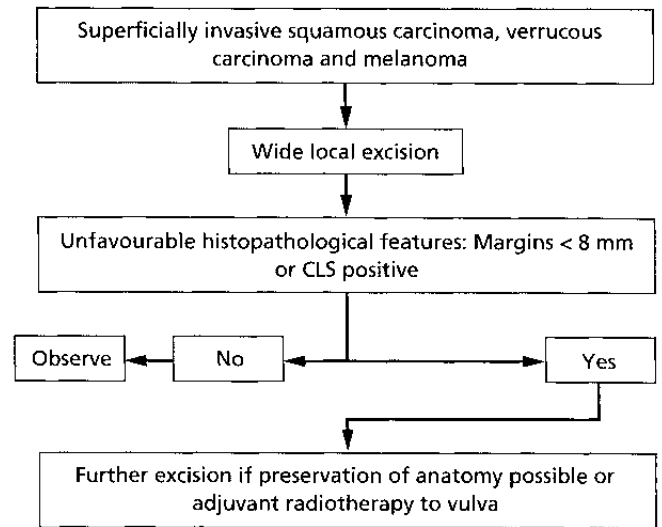 Superficially invasive squamous carcinoma, verrucous
carcinoma and melanoma
Wide local excision
Unfavourable histopathological features: Margins < 8 mm
or CLS positive
Observe
No
Yes
Further excision if preservation of anatomy possible or
adjuvant radiotherapy to vulva